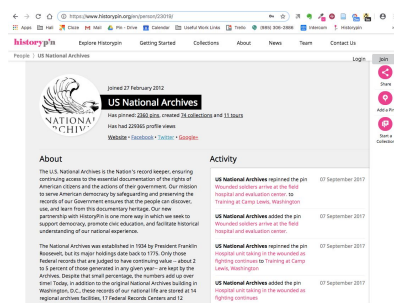 https://www.historypin.org/en/person/23019/
Apps Hall Close My Mail Pin - Drive Calendar Useful Work Links Trello (881) 306-2986 Intercom Historypin
historyp'n Explore Historypin Getting Started Collections About News Team Contact Us
People | US National Archives Login Join
Joined 27 February 2012
US National Archives
Has pinned: 2360 pins, created 74 collections and 11 tours
Has had 229365 profile views
Website • Facebook • Twitter • Google+
NATIONAL
ARCHIV
Share
Add a Pin
Start a
Collection
About
The U.S. National Archives is the Nation's record keeper, ensuring
continuing access to the essential documentation of the rights of
American citizens and the actions of their government. Our mission
to serve American democracy by safeguarding and preserving the
records of our Government ensures that the people can discover,
use, and learn from this documentary heritage. Our new
partnership with HistoryPin is one more way in which we seek to
support democracy, promote civic education, and facilitate historical
understanding of our national experience.
The National Archives was established in 1934 by President Franklin
Roosevelt, but its major holdings date back to 1775. Only those
Federal records that are judged to have continuing value -- about 2
to 5 percent of those generated in any given year-- are kept by the
Archives. Despite that small percentage, the numbers add up over
time! Today, in addition to the original National Archives building in
Washington, D.C., these records of our national life are stored at 14
regional archives facilities, 17 Federal Records Centers and 12
Activity
US National Archives repinned the pin 07 September 2017
Wounded soldiers arrive at the field
hospital and evaluation center. to
Training at Camp Lewis, Washington
US National Archives added the pin 07 September 2017
Wounded soldiers arrive at the field
hospital and evaluation center.
US National Archives repinned the pin 07 September 2017
Hospital unit taking in the wounded as
fighting continues to Training at Camp
Lewis, Washington
US National Archives added the pin 07 September 2017
Hospital unit taking in the wounded as
fighting continues